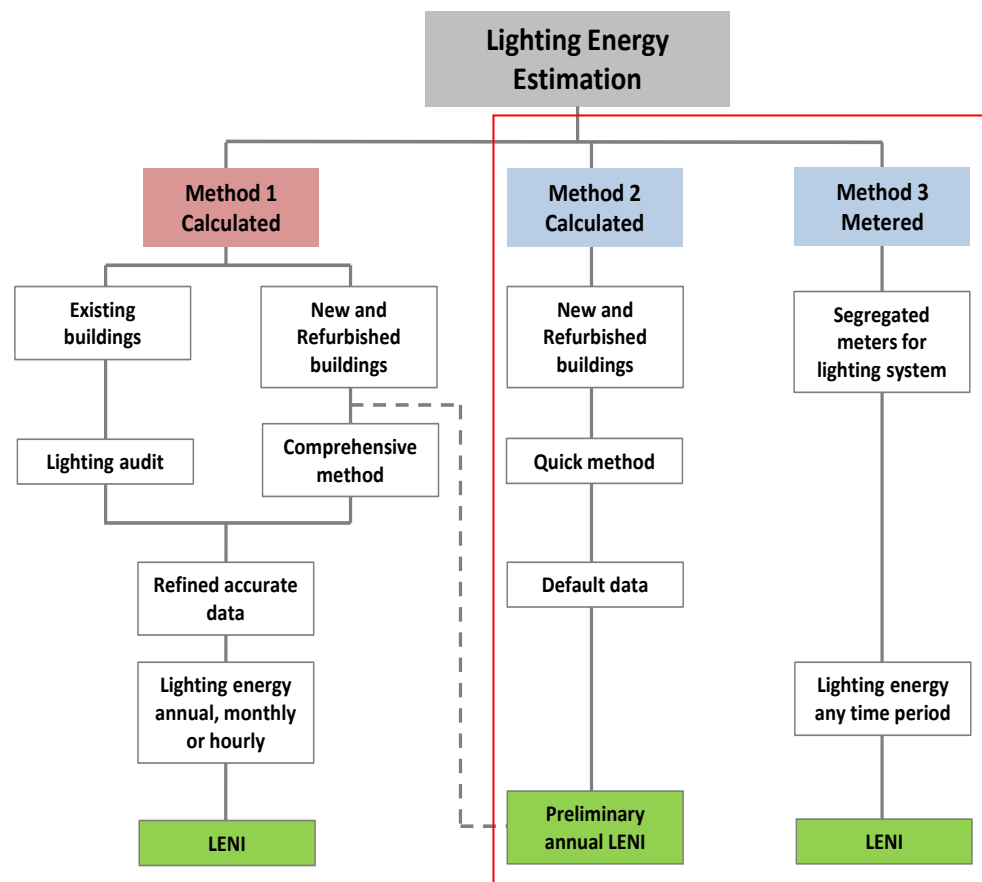 Lighting Energy
Estimation
Method 1
Calculated
Method 2
Calculated
Method 3
Metered
Existing
buildings
New and
Refurbished
buildings
New and
Refurbished
buildings
Segregated
meters for
lighting system
Lighting audit
Comprehensive
method
Quick method
Refined accurate
data
Default data
Lighting energy
annual, monthly
or hourly
Lighting energy
any time period
LENI
Preliminary
annual LENI
LENI